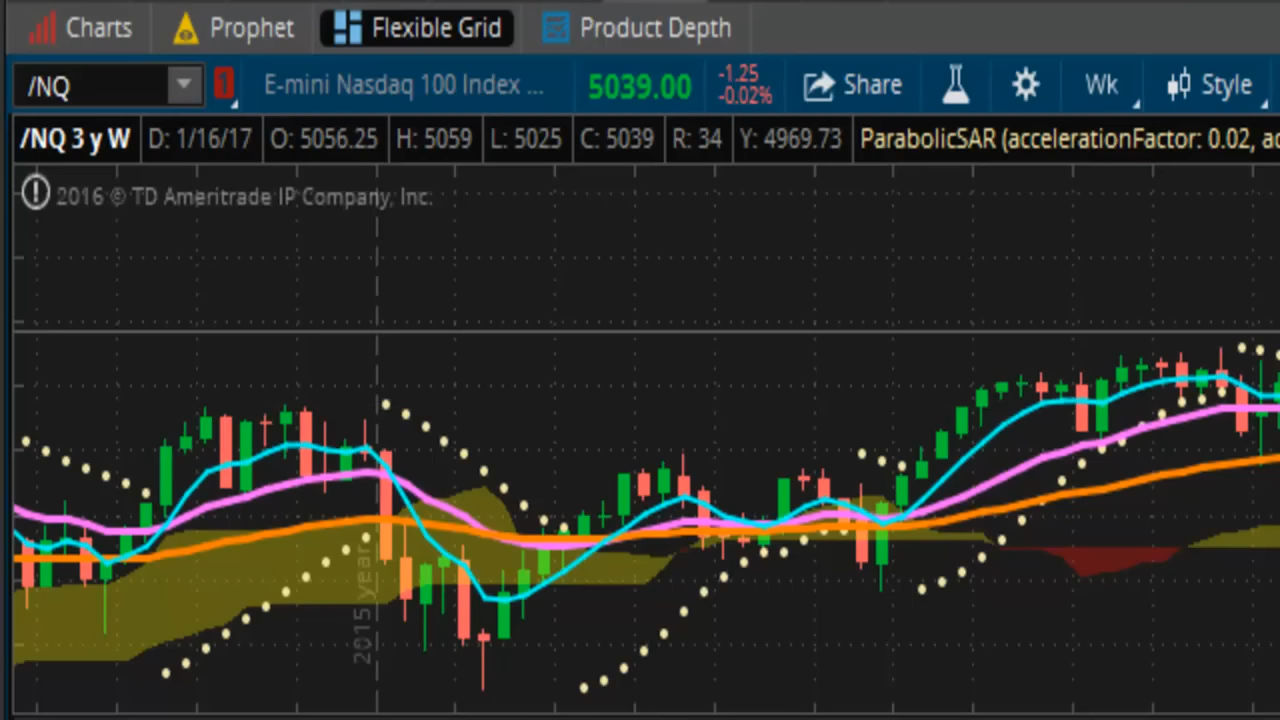 Charts Prophet Flexible Grid Product Depth
/NQ 1 E-mini Nasdaq 100 Index ... 5039.00 -1.25 -0.02% Share Wk Style
/NQ 3 y W D: 1/16/17 O: 5056.25 H: 5059 L: 5025 C: 5039 R: 34 Y: 4969.73 ParabolicSAR (accelerationFactor: 0.02, ac
2016 © TD Ameritrade IP Company, Inc.
2015 year